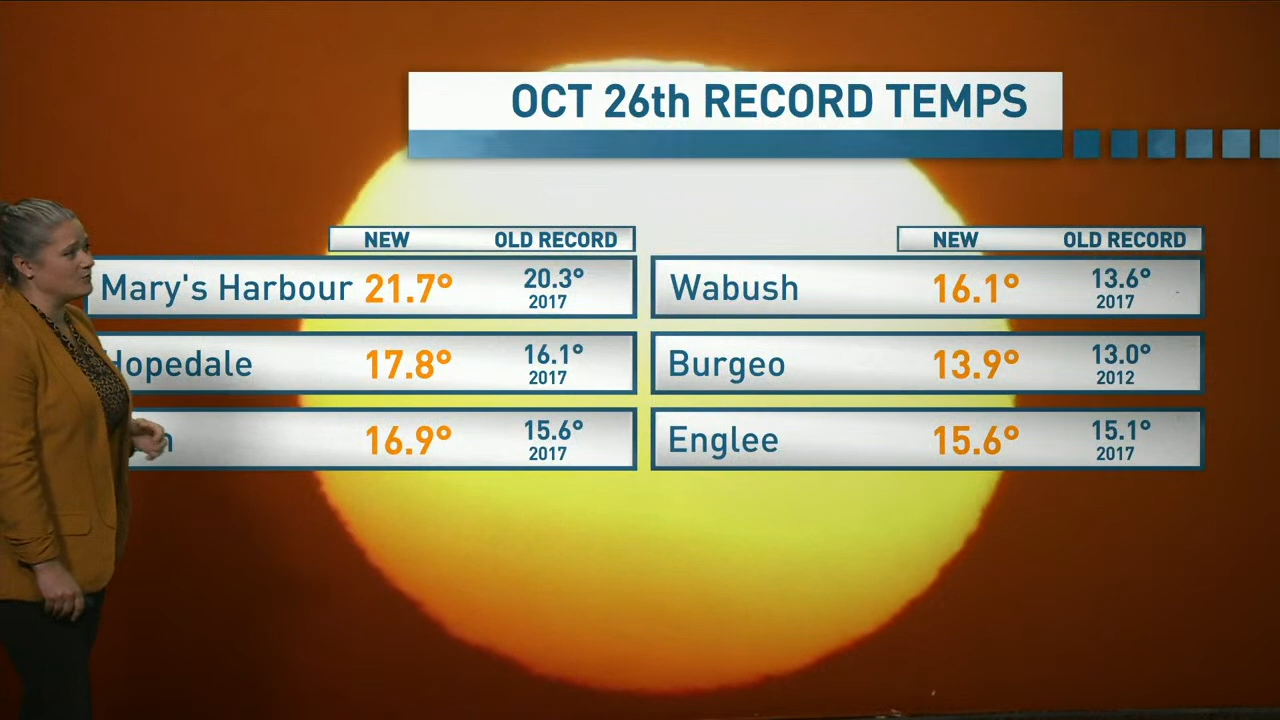 OCT 26th RECORD TEMPS
NEW OLD RECORD
Mary's Harbour 21.7° 20.3°
2017
opedale 17.8° 16.1°
2017
16.9° 15.6°
2017
NEW OLD RECORD
Wabush 16.1° 13.6°
2017
Burgeo 13.9° 13.0°
2012
Englee 15.6° 15.1°
2017